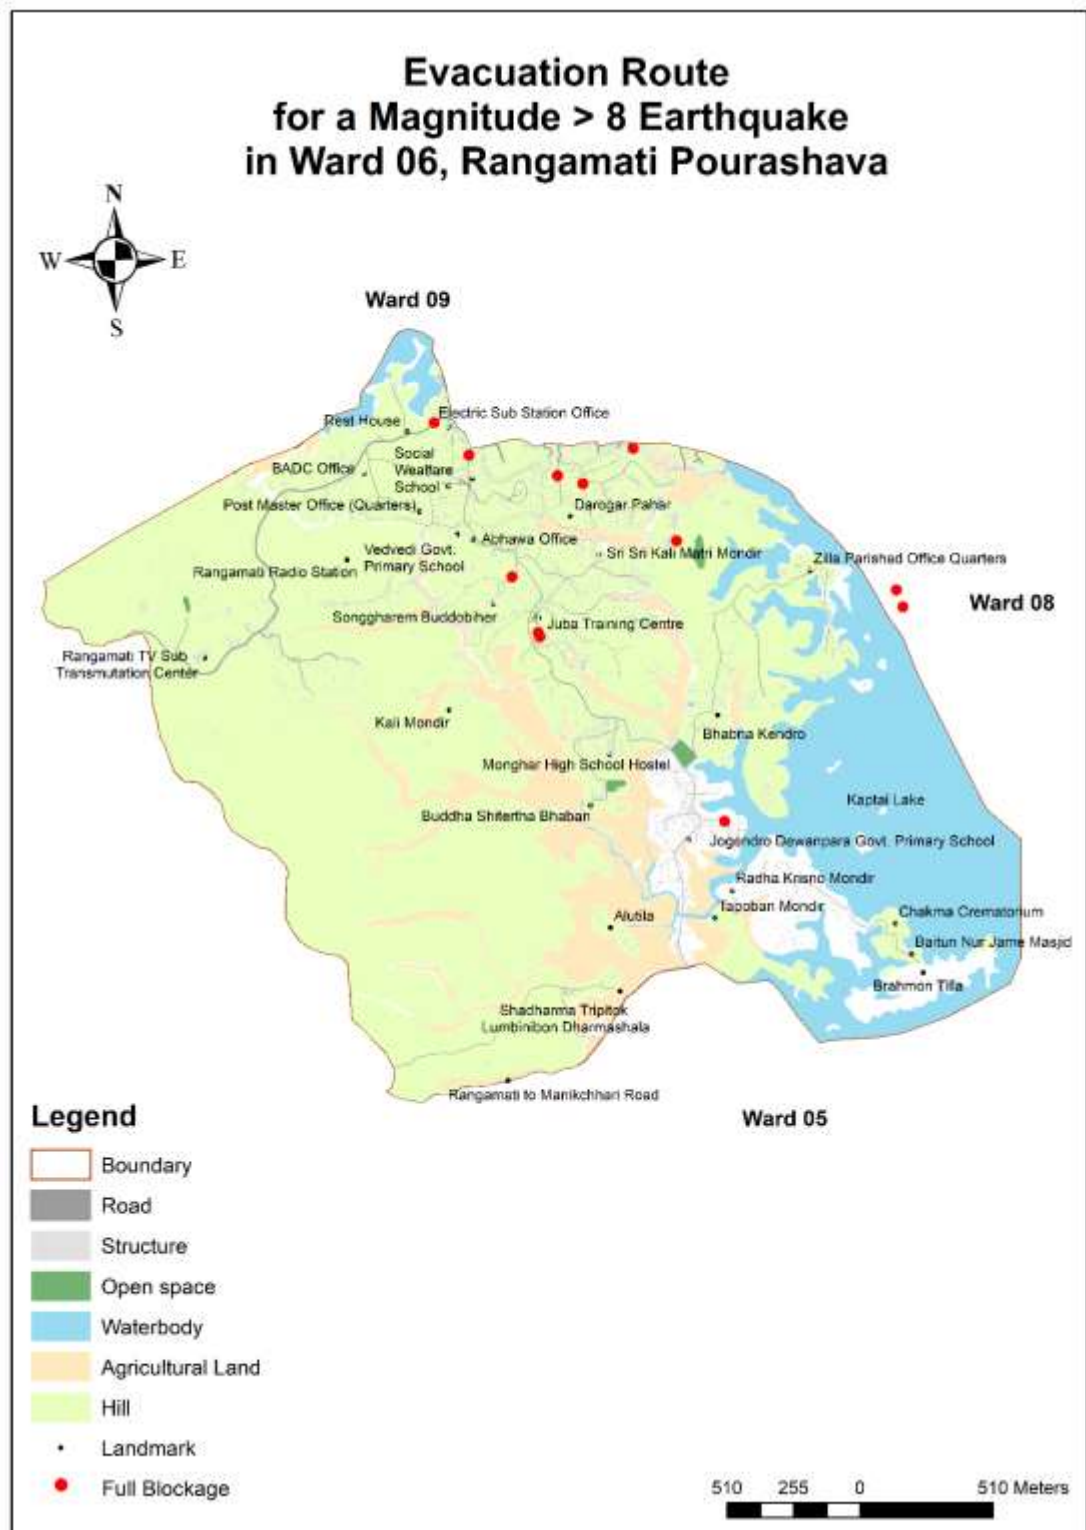 Evacuation Route
for a Magnitude > 8 Earthquake
in Ward 06, Rangamati Pourashava
N
W
E
S
Ward 09
Electric Sub Station Office
Rest House
Social
Wealfare
School
BADC Office
Post Master Office (Quarters)
Darogar Pahar
Abhawa Office
Vedvedi Govt.
Primary School
Sri Sri Kali Matri Mondir
Zilla Parished Office Quarters
Rangamati Radio Station
Ward 08
Songgharem Buddobiher
Juba Training Centre
Rangamati TV Sub
Transmutation Center
Kali Mondir
Bhabna Kendro
Monghar High School Hostel
Kaptai Lake
Buddha Shitertha Bhaban
Jogendro Dewanpara Govt. Primary School
Radha Krisno Mondir
Tapoban Mondir
Alutila
Chakma Crematorium
Baitun Nur Jame Masjid
Brahmon Tilla
Shadharma Tripitok
Lumbinibon Dharmashala
Rangamati to Manikchhari Road
Ward 05
Legend
Boundary
Road
Structure
Open space
Waterbody
Agricultural Land
Hill
Landmark
Full Blockage
510 255 0 510 Meters